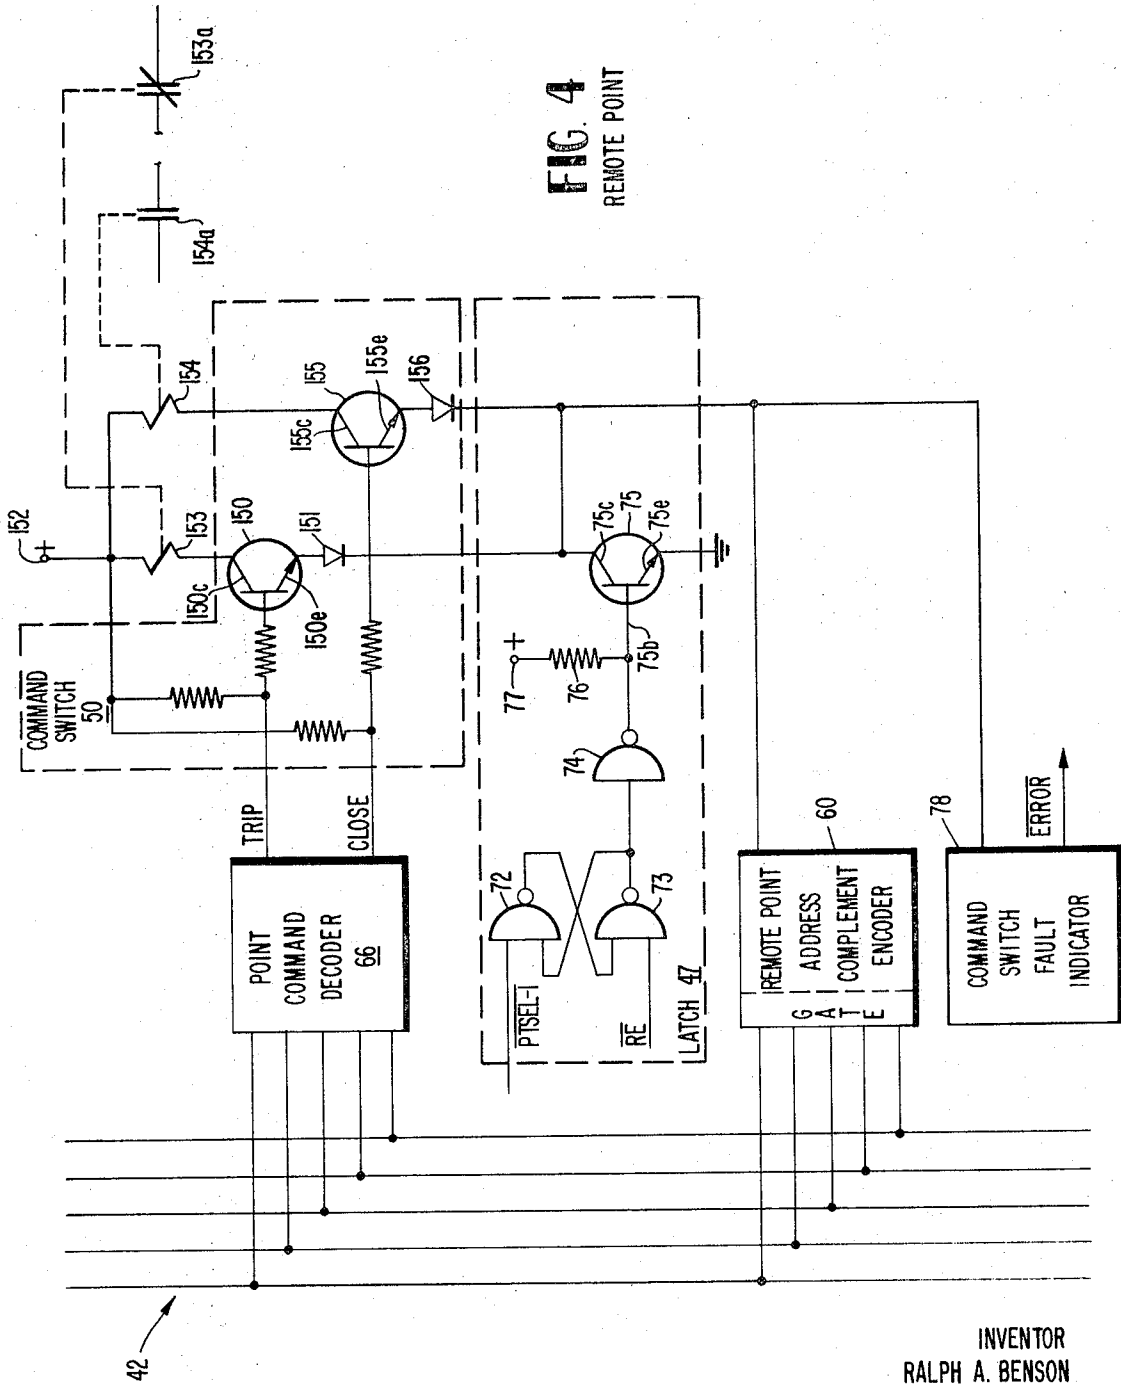 153a
154a
152
+
153
154
COMMAND
SWITCH
50
150c
150
150e
151
155
155c
155e
156
FIG. 4
REMOTE POINT
TRIP
CLOSE
POINT
COMMAND
DECODER
66
77
+
76
75b
75c
75
75e
74
72
73
PTSEL-1
RE
LATCH 47
REMOTE POINT
ADDRESS
COMPLEMENT
ENCODER
GATE
60
78
COMMAND
SWITCH
FAULT
INDICATOR
ERROR
42
INVENTOR
RALPH A. BENSON